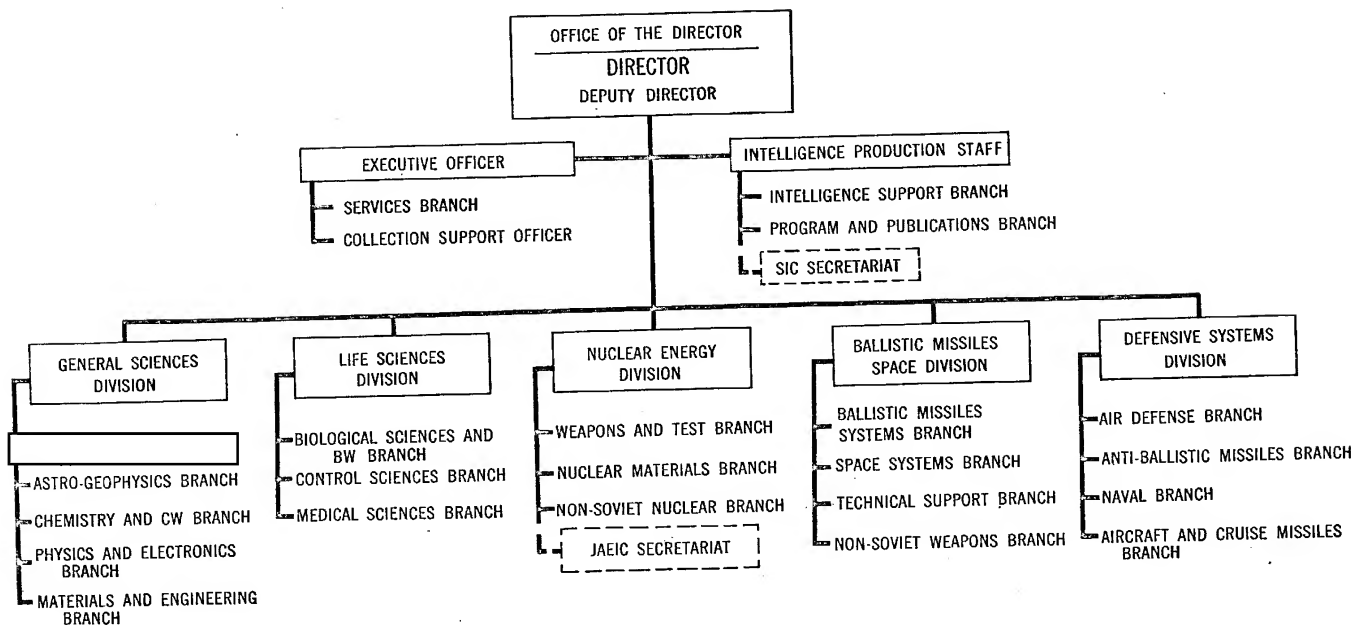 OFFICE OF THE DIRECTOR
DIRECTOR
DEPUTY DIRECTOR
EXECUTIVE OFFICER
SERVICES BRANCH
COLLECTION SUPPORT OFFICER
INTELLIGENCE PRODUCTION STAFF
INTELLIGENCE SUPPORT BRANCH
PROGRAM AND PUBLICATIONS BRANCH
SIC SECRETARIAT
GENERAL SCIENCES
DIVISION
ASTRO-GEOPHYSICS BRANCH
CHEMISTRY AND CW BRANCH
PHYSICS AND ELECTRONICS
BRANCH
MATERIALS AND ENGINEERING
BRANCH
LIFE SCIENCES
DIVISION
BIOLOGICAL SCIENCES AND
BW BRANCH
CONTROL SCIENCES BRANCH
MEDICAL SCIENCES BRANCH
NUCLEAR ENERGY
DIVISION
WEAPONS AND TEST BRANCH
NUCLEAR MATERIALS BRANCH
NON-SOVIET NUCLEAR BRANCH
JAEIC SECRETARIAT
BALLISTIC MISSILES
SPACE DIVISION
BALLISTIC MISSILES
SYSTEMS BRANCH
SPACE SYSTEMS BRANCH
TECHNICAL SUPPORT BRANCH
NON-SOVIET WEAPONS BRANCH
DEFENSIVE SYSTEMS
DIVISION
AIR DEFENSE BRANCH
ANTI-BALLISTIC MISSILES BRANCH
NAVAL BRANCH
AIRCRAFT AND CRUISE MISSILES
BRANCH